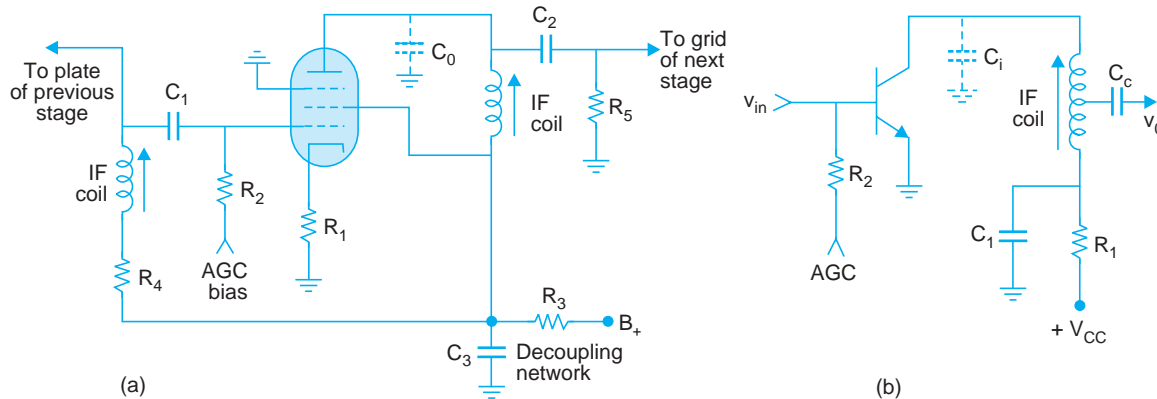 To plate
of previous
stage
C1
IF
coil
R4
R2
AGC
bias
R1
C0
C2
To grid
of next
stage
IF
coil
R5
R3
B+
C3
Decoupling
network
(a)
vin
R2
AGC
Ci
IF
coil
Cc
v0
C1
R1
+ VCC
(b)